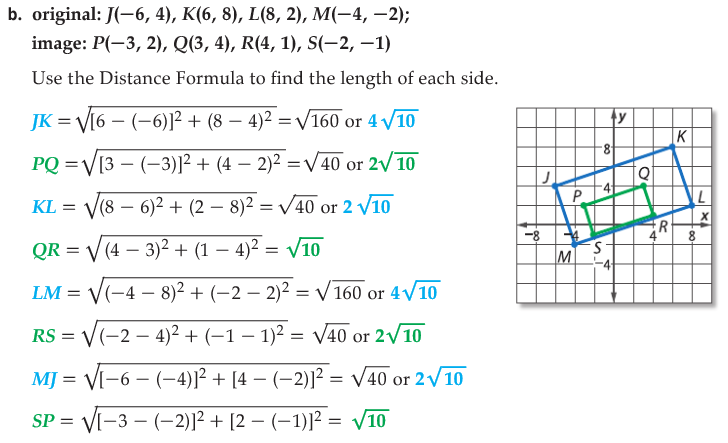 b. original: J(−6, 4), K(6, 8), L(8, 2), M(−4, −2);
image: P(−3, 2), Q(3, 4), R(4, 1), S(−2, −1)
Use the Distance Formula to find the length of each side.
JK = √[6 − (−6)]² + (8 − 4)² = √160 or 4√10
PQ = √[3 − (−3)]² + (4 − 2)² = √40 or 2√10
KL = √(8 − 6)² + (2 − 8)² = √40 or 2√10
QR = √(4 − 3)² + (1 − 4)² = √10
LM = √(−4 − 8)² + (−2 − 2)² = √160 or 4√10
RS = √(−2 − 4)² + (−1 − 1)² = √40 or 2√10
MJ = √[−6 − (−4)]² + [4 − (−2)]² = √40 or 2√10
SP = √[−3 − (−2)]² + [2 − (−1)]² = √10
y
K
8
J
Q
P
4
L
x
−8
−4
R
4
8
S
M
−4